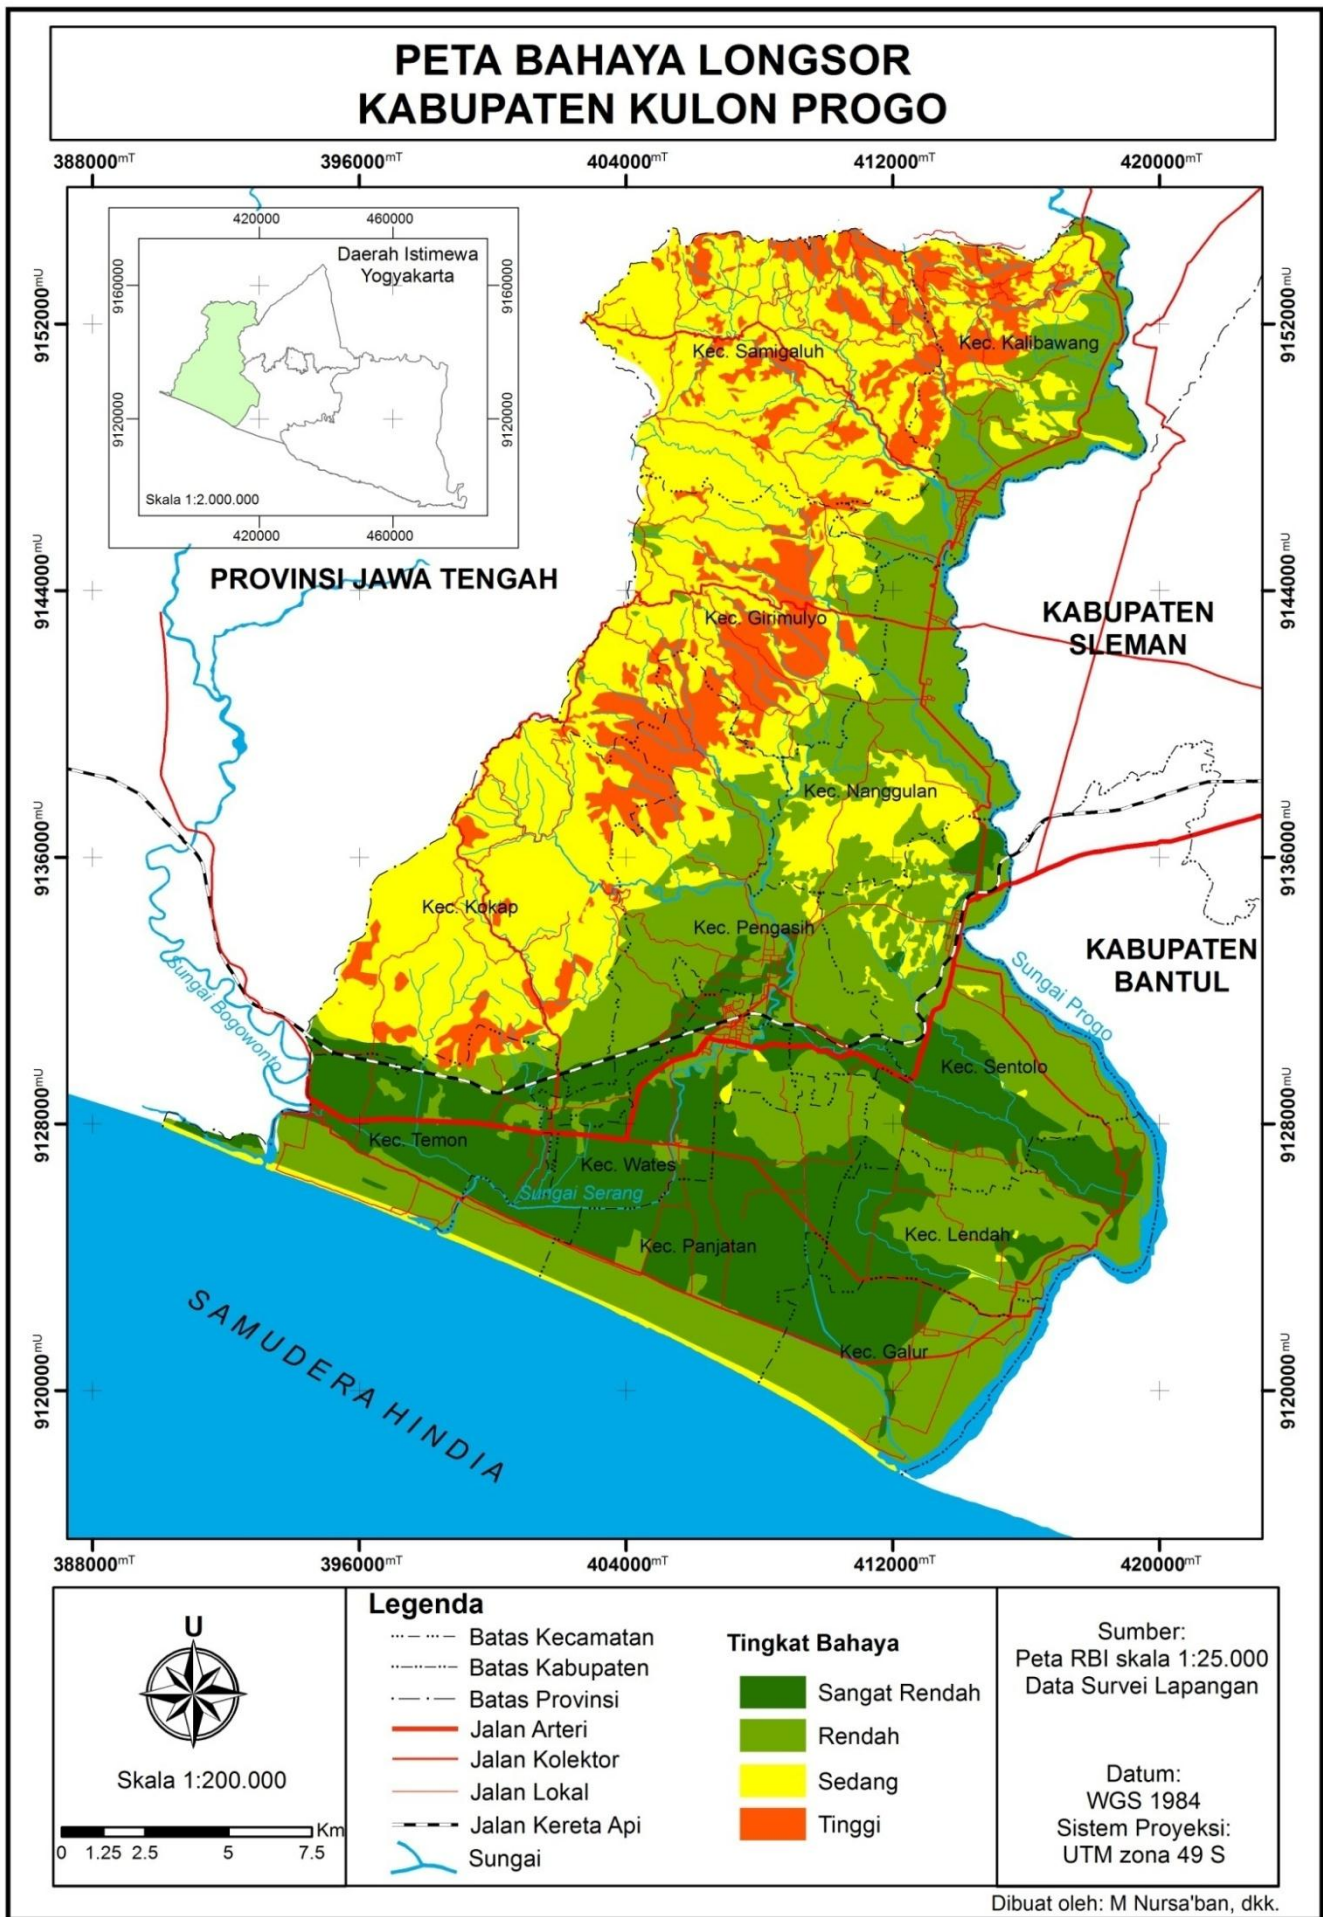 PETA BAHAYA LONGSOR
KABUPATEN KULON PROGO
388000mT 396000mT 404000mT 412000mT 420000mT
420000 460000
Daerah Istimewa
Yogyakarta
9160000 9160000
9120000 9120000
Skala 1:2.000.000
420000 460000
9152000mU 9152000mU
Kec. Samigaluh
Kec. Kalibawang
PROVINSI JAWA TENGAH
9144000mU 9144000mU
Kec. Girimulyo
KABUPATEN
SLEMAN
Kec. Nanggulan
9136000mU 9136000mU
Kec. Kokap
Kec. Pengasih
KABUPATEN
BANTUL
Sungai Bogowonto
Sungai Progo
Kec. Sentolo
9128000mU 9128000mU
Kec. Temon
Kec. Wates
Sungai Serang
Kec. Lendah
Kec. Panjatan
Kec. Galur
SAMUDERA HINDIA
9120000mU 9120000mU
388000mT 396000mT 404000mT 412000mT 420000mT
U
Skala 1:200.000
Km
0 1.25 2.5 5 7.5
Legenda
Batas Kecamatan
Batas Kabupaten
Batas Provinsi
Jalan Arteri
Jalan Kolektor
Jalan Lokal
Jalan Kereta Api
Sungai
Tingkat Bahaya
Sangat Rendah
Rendah
Sedang
Tinggi
Sumber:
Peta RBI skala 1:25.000
Data Survei Lapangan
Datum:
WGS 1984
Sistem Proyeksi:
UTM zona 49 S
Dibuat oleh: M Nursa'ban, dkk.